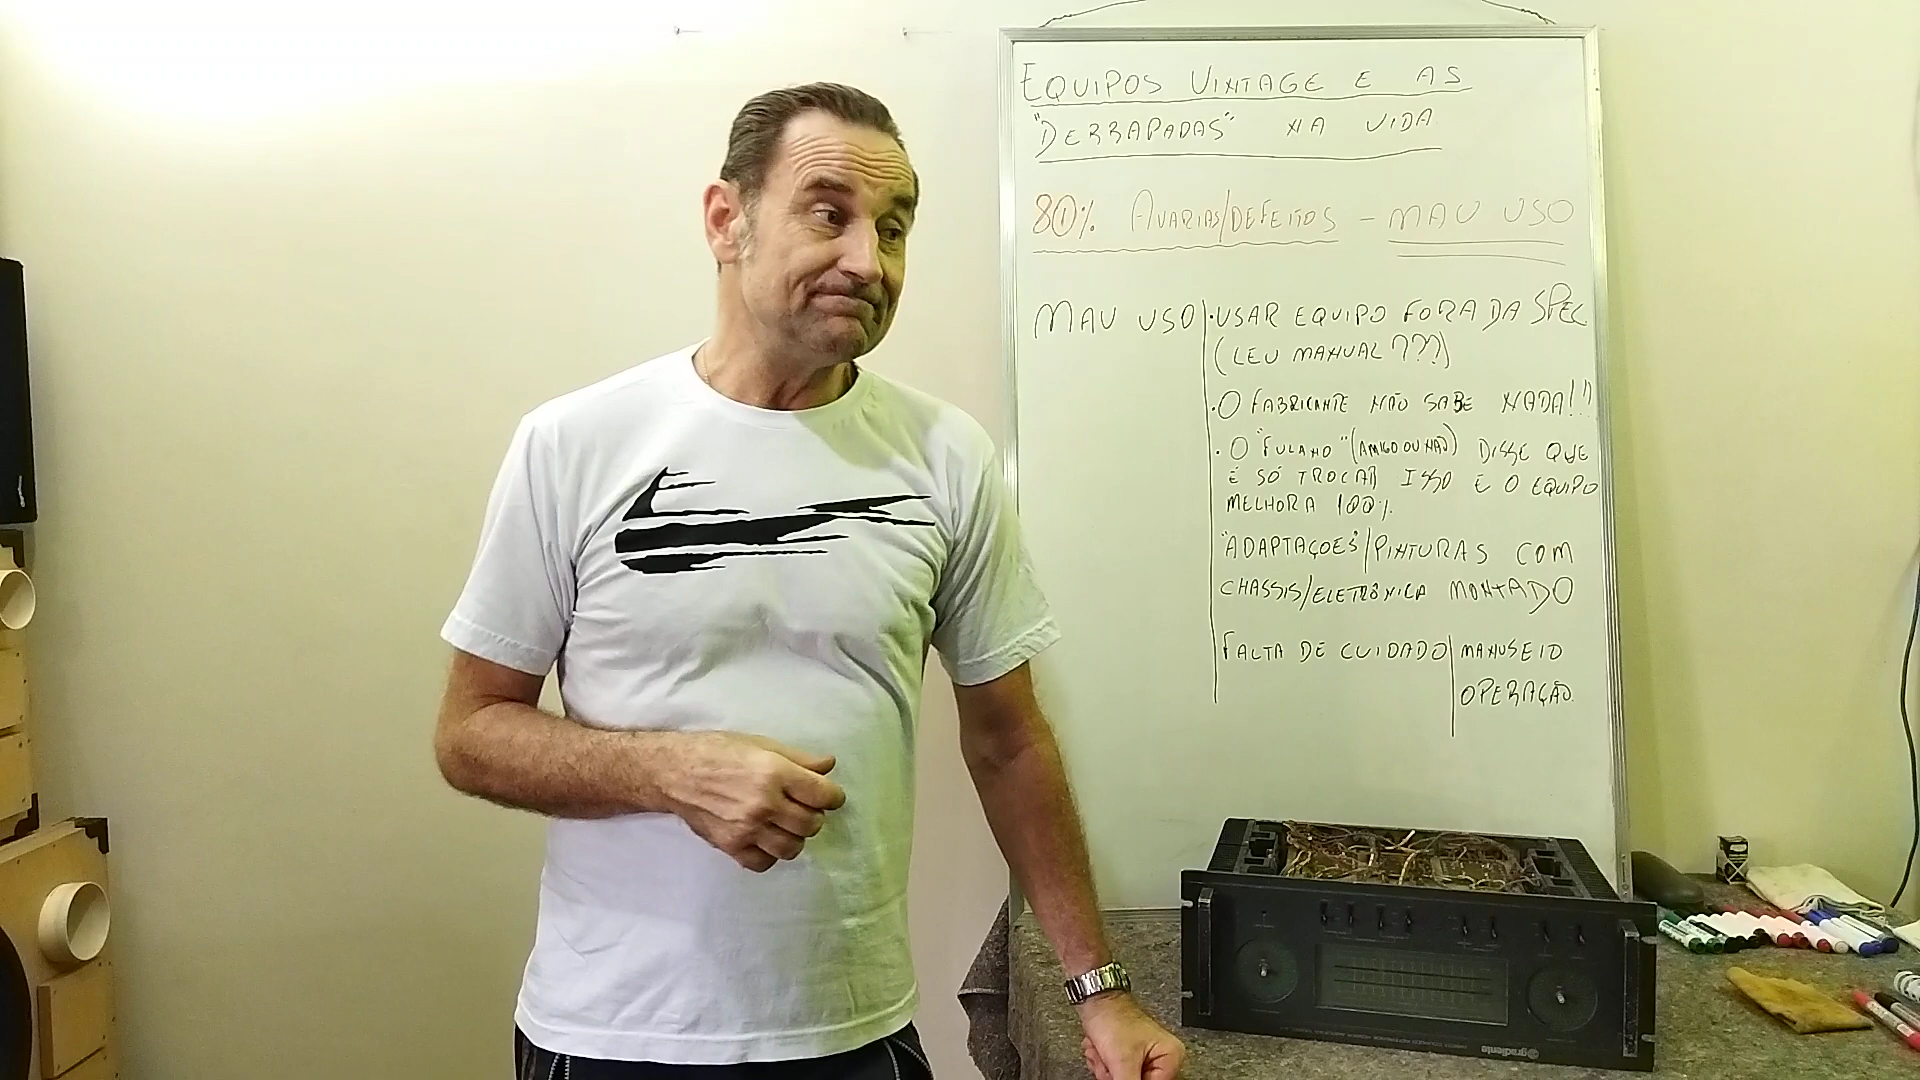 EQUIPOS VINTAGE E AS
"DERRAPADAS" NA VIDA
80% AVARIAS/DEFEITOS - MAU USO
MAU USO
·USAR EQUIPO FORA DA SPEC
(LEU MANUAL ???)
·O FABRICANTE NÃO SABE NADA!!!
·O "FULANO" (AMIGO OU NÃO) DISSE QUE
É SÓ TROCAR ISSO E O EQUIPO
MELHORA 100%.
"ADAPTAÇÕES"/PINTURAS COM
CHASSIS/ELETRÔNICA MONTADO
FALTA DE CUIDADO
MANUSEIO
OPERAÇÃO
gradiente